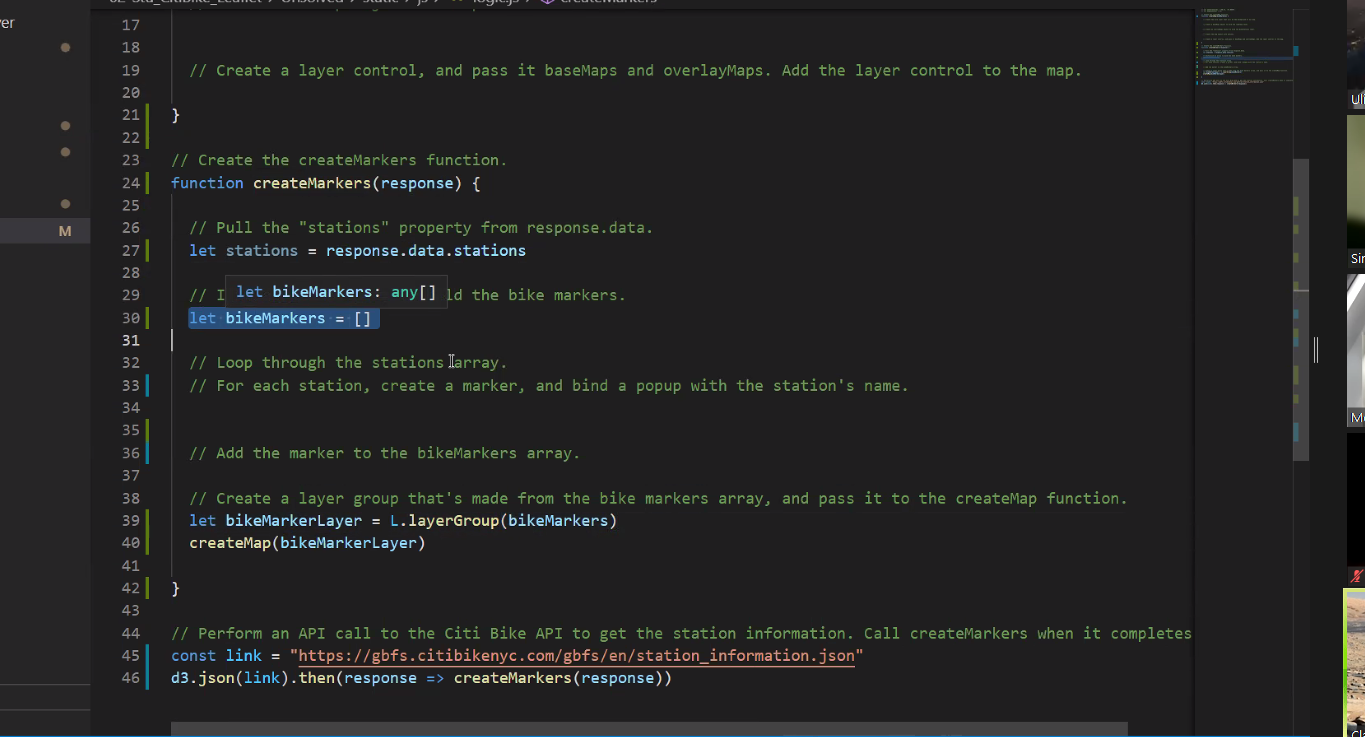 02-Stu_CitiBike_Leaflet > Unsolved > static > js > logic.js > createMarkers
yer
17
18
19 // Create a layer control, and pass it baseMaps and overlayMaps. Add the layer control to the map.
20
21 }
22
23 // Create the createMarkers function.
24 function createMarkers(response) {
25
26 // Pull the "stations" property from response.data.
27 let stations = response.data.stations
28
let bikeMarkers: any[]
29 // I ld the bike markers.
30 let bikeMarkers = []
31
32 // Loop through the stations array.
33 // For each station, create a marker, and bind a popup with the station's name.
34
35
36 // Add the marker to the bikeMarkers array.
37
38 // Create a layer group that's made from the bike markers array, and pass it to the createMap function.
39 let bikeMarkerLayer = L.layerGroup(bikeMarkers)
40 createMap(bikeMarkerLayer)
41
42 }
43
44 // Perform an API call to the Citi Bike API to get the station information. Call createMarkers when it completes
45 const link = "https://gbfs.citibikenyc.com/gbfs/en/station_information.json"
46 d3.json(link).then(response => createMarkers(response))
M